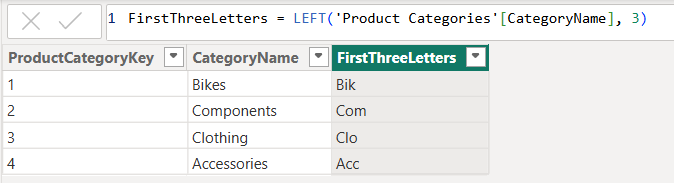 1 FirstThreeLetters = LEFT('Product Categories'[CategoryName], 3)
ProductCategoryKey CategoryName FirstThreeLetters
1 Bikes Bik
2 Components Com
3 Clothing Clo
4 Accessories Acc